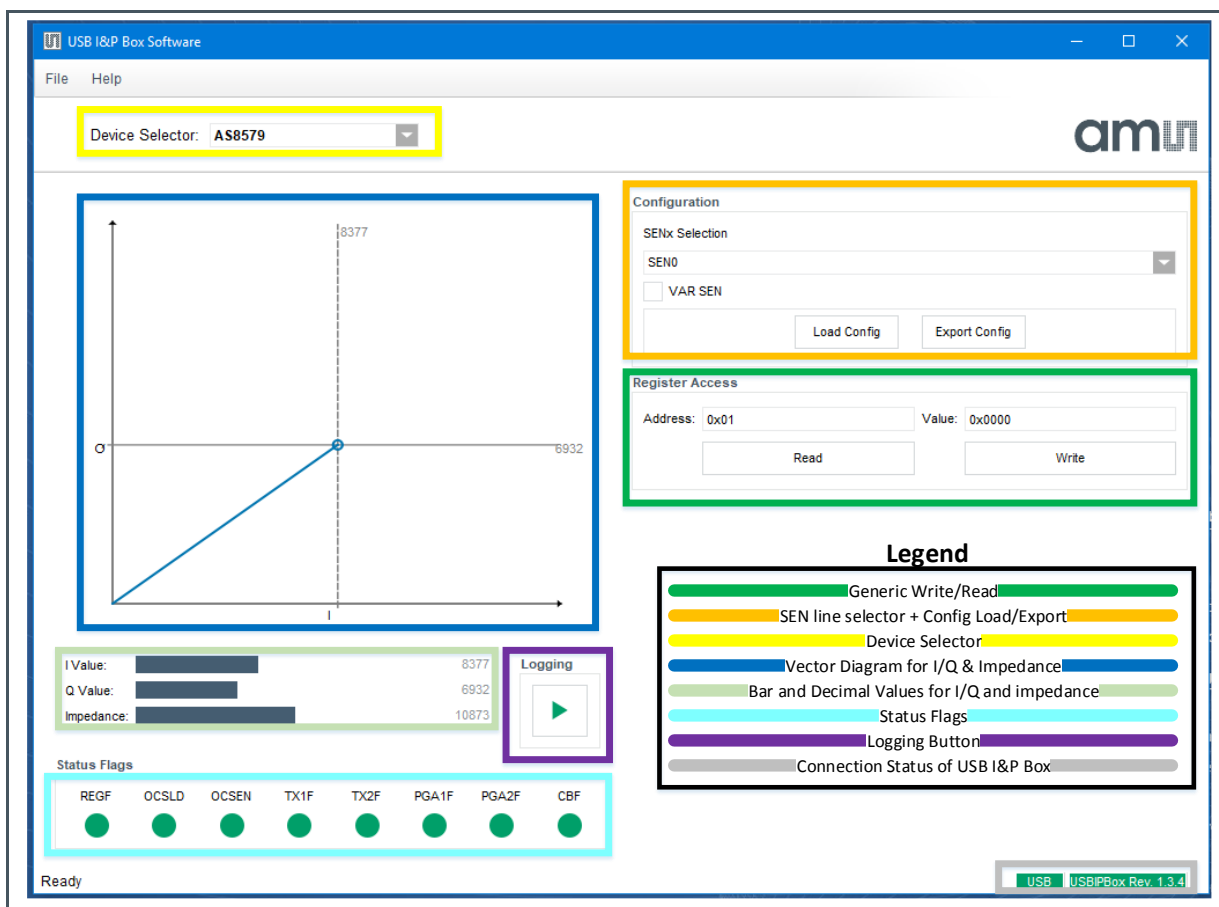 USB I&P Box Software
File Help
Device Selector: AS8579
amu
8377
Q
6932
I
Configuration
SENx Selection
SEN0
VAR SEN
Load Config Export Config
Register Access
Address: 0x01 Value: 0x0000
Read Write
Legend
Generic Write/Read
SEN line selector + Config Load/Export
Device Selector
Vector Diagram for I/Q & Impedance
Bar and Decimal Values for I/Q and impedance
Status Flags
Logging Button
Connection Status of USB I&P Box
I Value: 8377
Q Value: 6932
Impedance: 10873
Logging
Status Flags
REGF OCSLD OCSEN TX1F TX2F PGA1F PGA2F CBF
Ready
USB USBIPBox Rev. 1.3.4